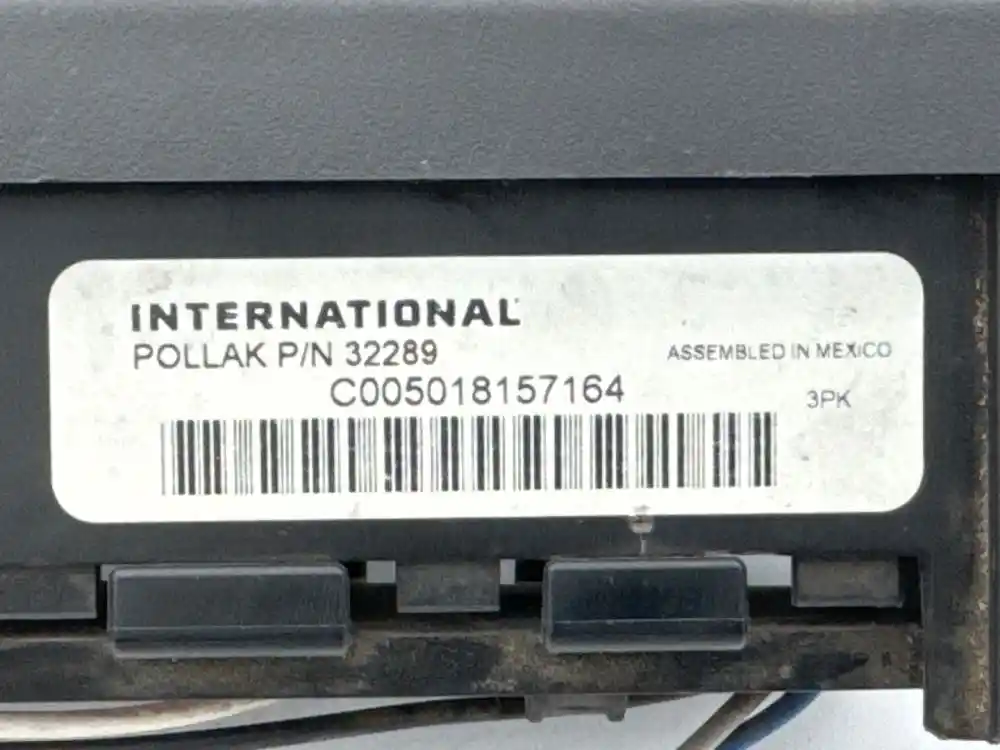 INTERNATIONAL
POLLAK P/N 32289
ASSEMBLED IN MEXICO
C005018157164
3PK